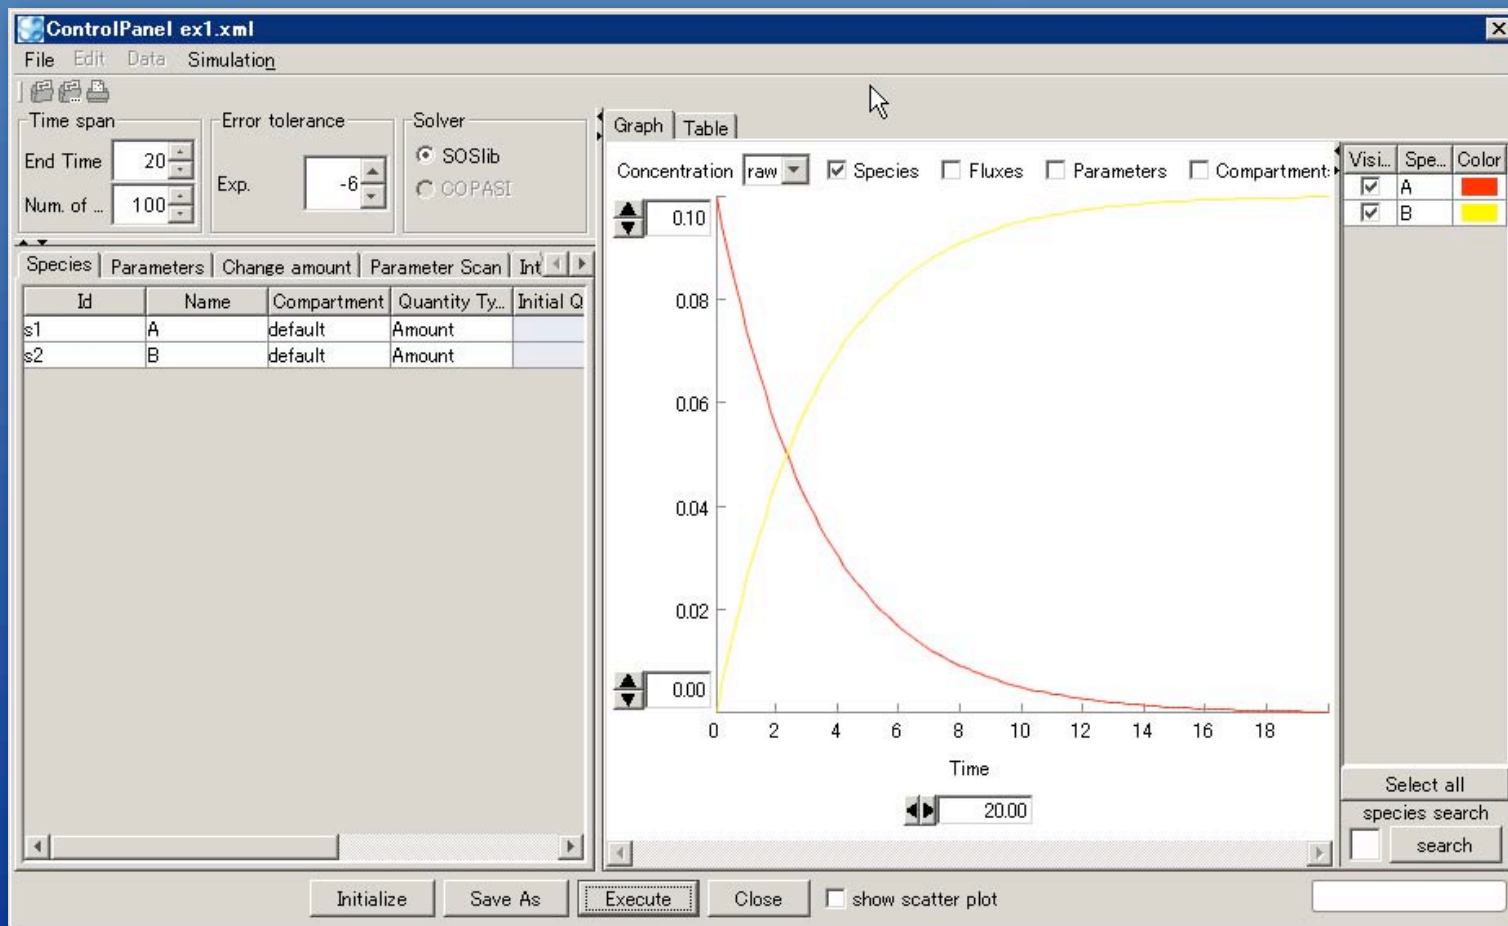 ControlPanel ex1.xml
File Edit Data Simulation
Time span
End Time 20
Num. of ... 100
Error tolerance
Exp. -6
Solver
SOSlib
COPASI
Species Parameters Change amount Parameter Scan Int
Id Name Compartment Quantity Ty... Initial Q
s1 A default Amount
s2 B default Amount
Graph Table
Concentration raw Species Fluxes Parameters Compartment
0.10
0.08
0.06
0.04
0.02
0.00
0 2 4 6 8 10 12 14 16 18
Time
20.00
Visi... Spe... Color
A
B
Select all
species search
search
Initialize Save As Execute Close show scatter plot